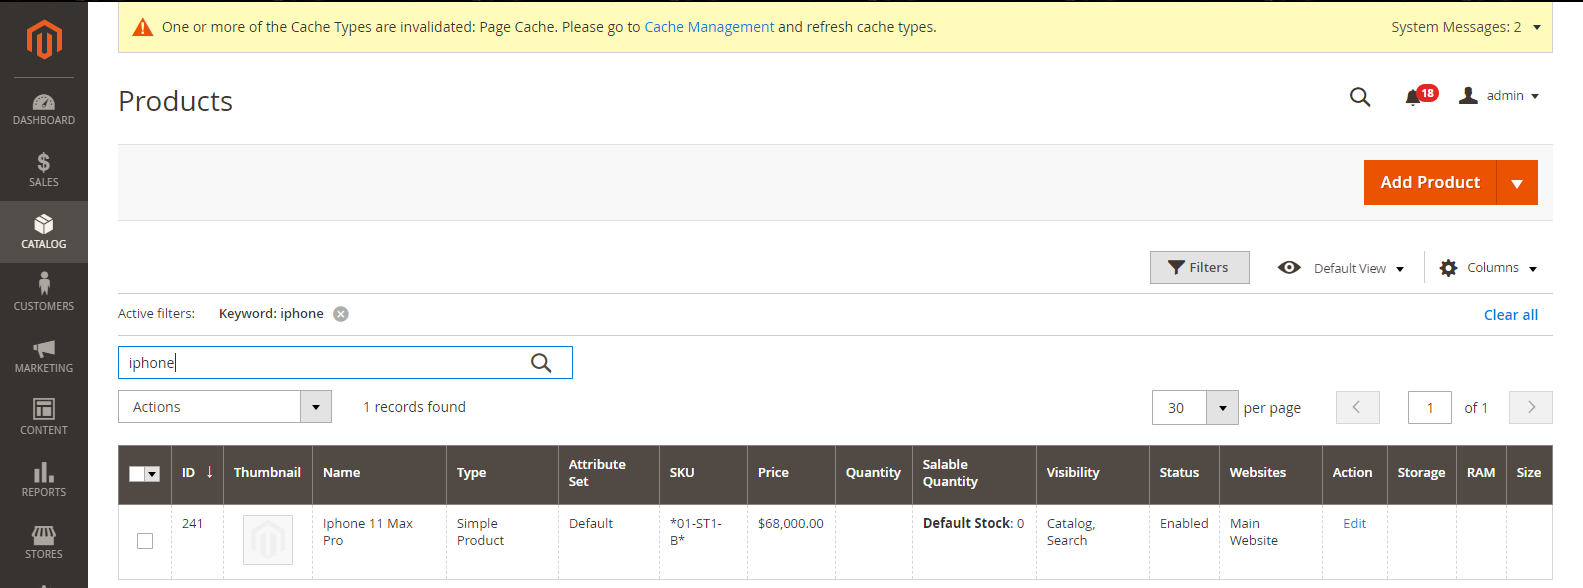 One or more of the Cache Types are invalidated: Page Cache. Please go to Cache Management and refresh cache types.
System Messages: 2
Products
18
admin
DASHBOARD
SALES
CATALOG
CUSTOMERS
MARKETING
CONTENT
REPORTS
STORES
Add Product
Filters
Default View
Columns
Active filters:
Keyword: iphone
Clear all
iphone
Actions
1 records found
30
per page
1
of 1
ID ↓
Thumbnail
Name
Type
Attribute
Set
SKU
Price
Quantity
Salable
Quantity
Visibility
Status
Websites
Action
Storage
RAM
Size
241
Iphone 11 Max
Pro
Simple
Product
Default
*01-ST1-
B*
$68,000.00
Default Stock: 0
Catalog,
Search
Enabled
Main
Website
Edit